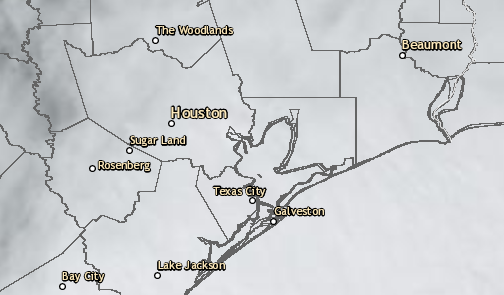 The Woodlands
Beaumont
Houston
Sugar Land
Rosenberg
Texas City
Galveston
Lake Jackson
Bay City